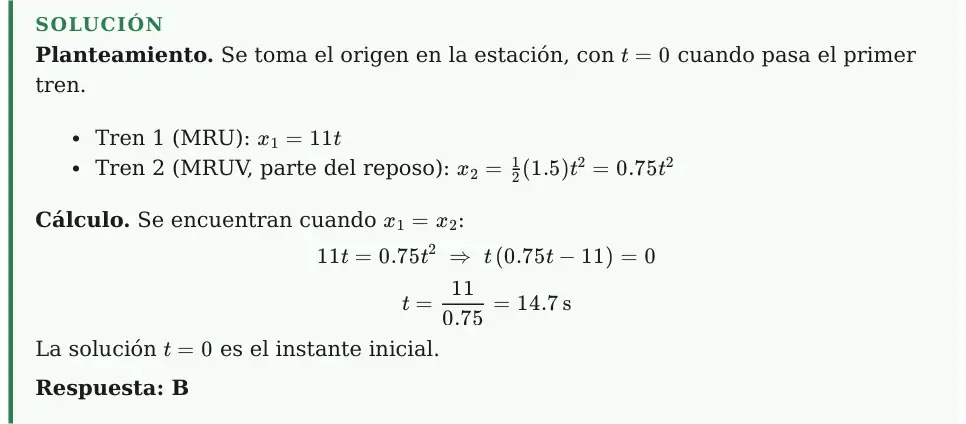 SOLUCIÓN
Planteamiento. Se toma el origen en la estación, con t = 0 cuando pasa el primer
tren.
• Tren 1 (MRU): x₁ = 11t
• Tren 2 (MRUV, parte del reposo): x₂ = ½(1.5)t² = 0.75t²
Cálculo. Se encuentran cuando x₁ = x₂:
11t = 0.75t² ⇒ t(0.75t − 11) = 0
t = 11/0.75 = 14.7 s
La solución t = 0 es el instante inicial.
Respuesta: B